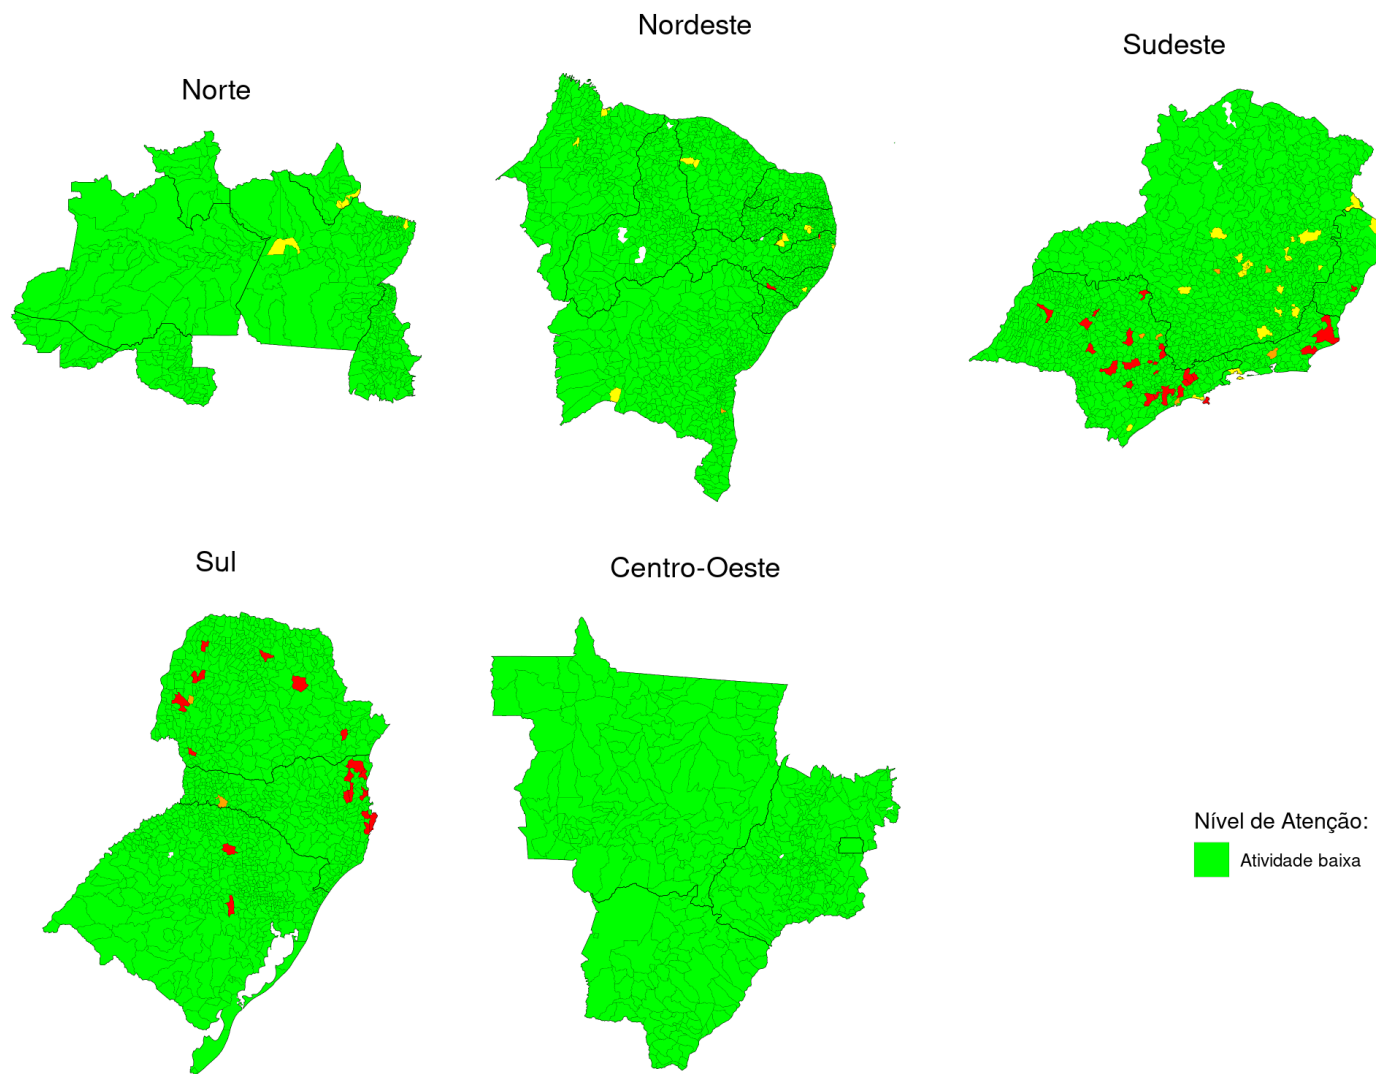 Nordeste
Sudeste
Norte
Sul
Centro-Oeste
Nível de Atenção:
Atividade baixa